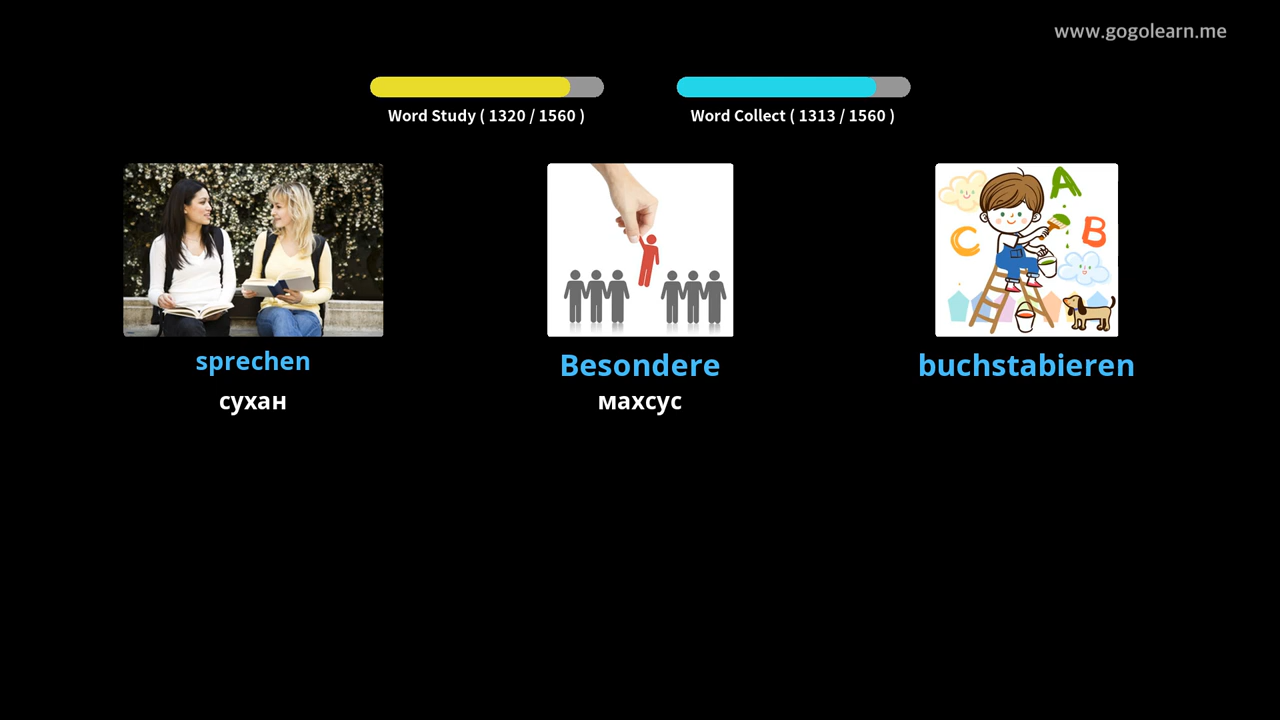 www.gogolearn.me
Word Study ( 1320 / 1560 )
Word Collect ( 1313 / 1560 )
A
B
C
sprechen
Besondere
buchstabieren
сухан
махсус